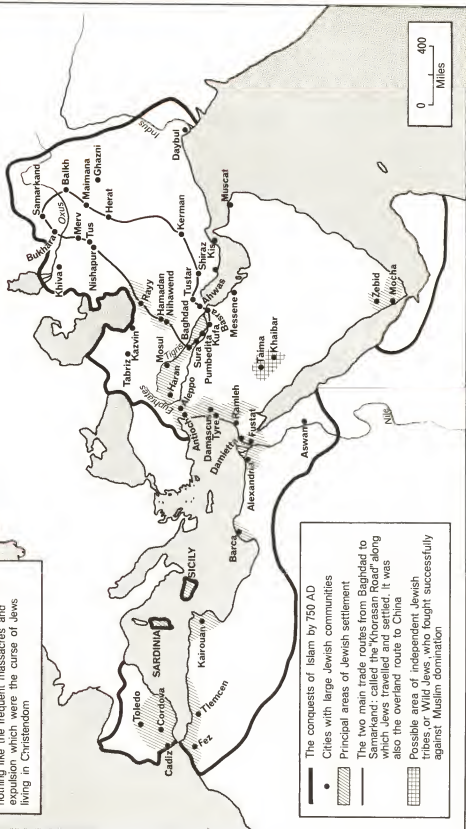 nothing like the frequent massacres and
expulsion which were the curse of Jews
living in Christendom
Toledo
Cordova
Cadiz
Fez
Tlemcen
Kairouan
SARDINIA
SICILY
Barca
Alexandria
Damietta
Fustat
Ramleh
Aswan
Nile
Damascus
Tyre
Antioch
Aleppo
Euphrates
Haran
Mosul
Tigris
Tabriz
Kazvin
Rayy
Hamadan
Nihawend
Baghdad
Sura
Pumbedita
Kufa
Basra
Tustar
Ahwas
Messene
Shiraz
Kis
Kerman
Muscat
Taima
Khaibar
Zebid
Mocha
Khiva
Bukhara
Samarkand
Oxus
Merv
Nishapur
Tus
Balkh
Maimana
Ghazni
Herat
Indus
Daybul
0 400
Miles
The conquests of Islam by 750 AD
Cities with large Jewish communities
Principal areas of Jewish settlement
The two main trade routes from Baghdad to
Samarkand: called the "Khorasan Road" along
which Jews travelled and settled. It was
also the overland route to China
Possible area of independent Jewish
tribes, or Wild Jews, who fought successfully
against Muslim domination